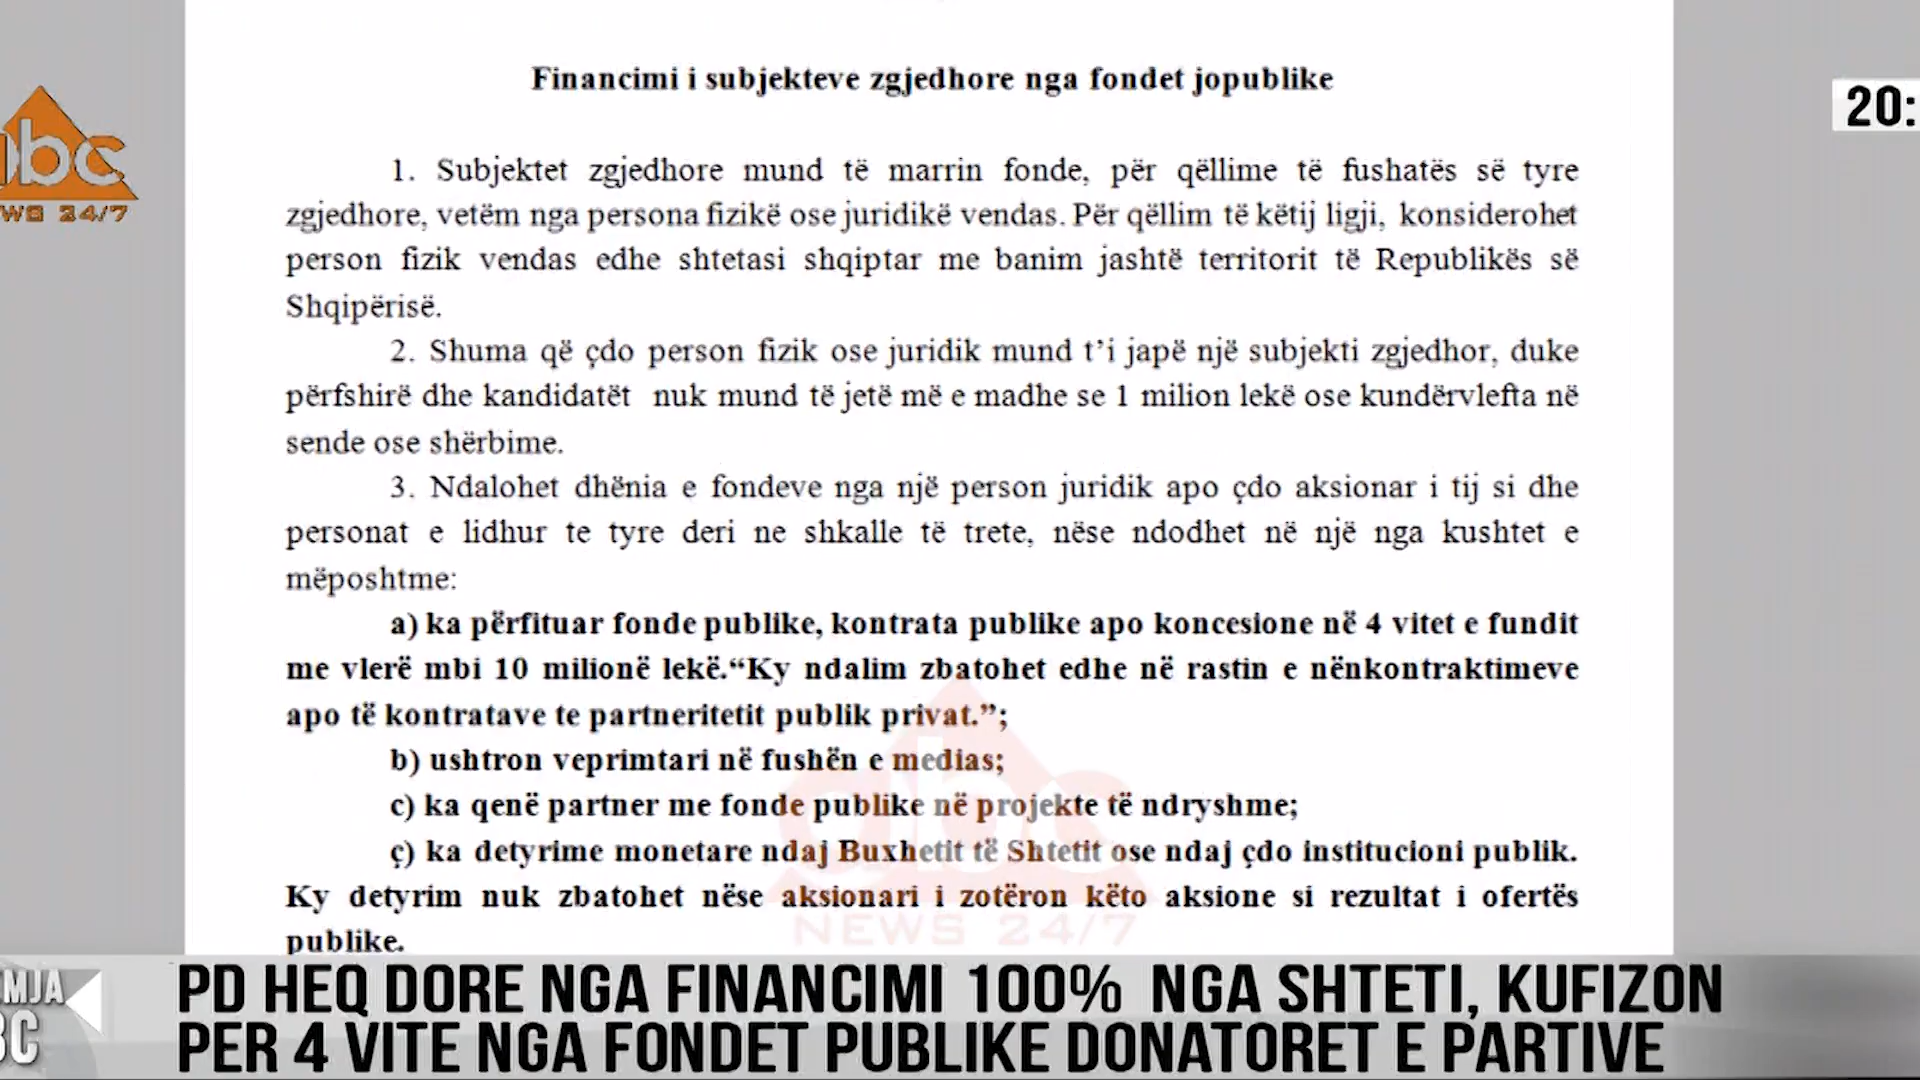 Financimi i subjekteve zgjedhore nga fondet jopublike
1. Subjektet zgjedhore mund të marrin fonde, për qëllime të fushatës së tyre
zgjedhore, vetëm nga persona fizikë ose juridikë vendas. Për qëllim të këtij ligji, konsiderohet
person fizik vendas edhe shtetasi shqiptar me banim jashtë territorit të Republikës së
Shqipërisë.
2. Shuma që çdo person fizik ose juridik mund t’i japë një subjekti zgjedhor, duke
përfshirë dhe kandidatët nuk mund të jetë më e madhe se 1 milion lekë ose kundërvlefta në
sende ose shërbime.
3. Ndalohet dhënia e fondeve nga një person juridik apo çdo aksionar i tij si dhe
personat e lidhur te tyre deri ne shkalle të trete, nëse ndodhet në një nga kushtet e
mëposhtme:
a) ka përfituar fonde publike, kontrata publike apo koncesione në 4 vitet e fundit
me vlerë mbi 10 milionë lekë.“Ky ndalim zbatohet edhe në rastin e nënkontraktimeve
apo të kontratave te partneritetit publik privat.”;
b) ushtron veprimtari në fushën e medias;
c) ka qenë partner me fonde publike në projekte të ndryshme;
ç) ka detyrime monetare ndaj Buxhetit të Shtetit ose ndaj çdo institucioni publik.
Ky detyrim nuk zbatohet nëse aksionari i zotëron këto aksione si rezultat i ofertës
publike.
abc
WS 24/7
20:
abc
NEWS 24/7
MJA
BC
PD HEQ DORE NGA FINANCIMI 100% NGA SHTETI, KUFIZON
PER 4 VITE NGA FONDET PUBLIKE DONATORET E PARTIVE